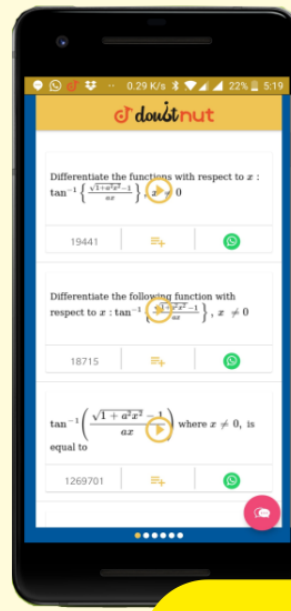 0.29 K/s 22% 5:19
doubtnut
Differentiate the functions with respect to x :
tan⁻¹ { (√1+a²x²−1)/ax } , x ≠ 0
19441
Differentiate the following function with
respect to x : tan⁻¹ { (√1+a²x²−1)/ax } , x ≠ 0
18715
tan⁻¹ ( (√1 + a²x² − 1)/ax ) where x ≠ 0, is
equal to
1269701